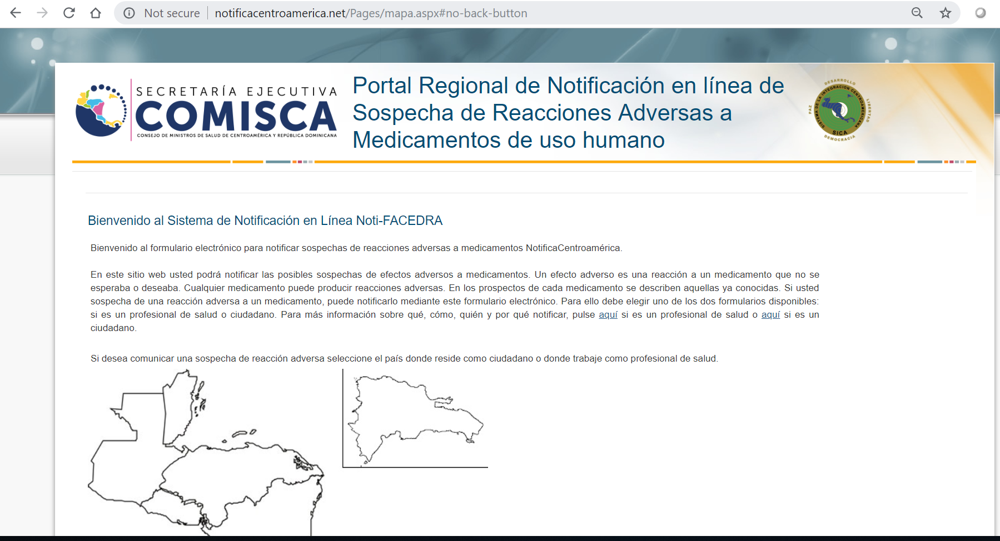 Not secure
notificacentroamerica.net/Pages/mapa.aspx#no-back-button
SECRETARÍA EJECUTIVA
COMISCA
CONSEJO DE MINISTROS DE SALUD DE CENTROAMÉRICA Y REPÚBLICA DOMINICANA
Portal Regional de Notificación en línea de
Sospecha de Reacciones Adversas a
Medicamentos de uso humano
DESARROLLO
PAZ
SISTEMA DE LA INTEGRACION CENTROAMERICANA
LIBERTAD
SICA
DEMOCRACIA
Bienvenido al Sistema de Notificación en Línea Noti-FACEDRA
Bienvenido al formulario electrónico para notificar sospechas de reacciones adversas a medicamentos NotificaCentroamérica.
En este sitio web usted podrá notificar las posibles sospechas de efectos adversos a medicamentos. Un efecto adverso es una reacción a un medicamento que no se
esperaba o deseaba. Cualquier medicamento puede producir reacciones adversas. En los prospectos de cada medicamento se describen aquellas ya conocidas. Si usted
sospecha de una reacción adversa a un medicamento, puede notificarlo mediante este formulario electrónico. Para ello debe elegir uno de los dos formularios disponibles:
si es un profesional de salud o ciudadano. Para más información sobre qué, cómo, quién y por qué notificar, pulse aquí si es un profesional de salud o aquí si es un
ciudadano.
Si desea comunicar una sospecha de reacción adversa seleccione el país donde reside como ciudadano o donde trabaje como profesional de salud.